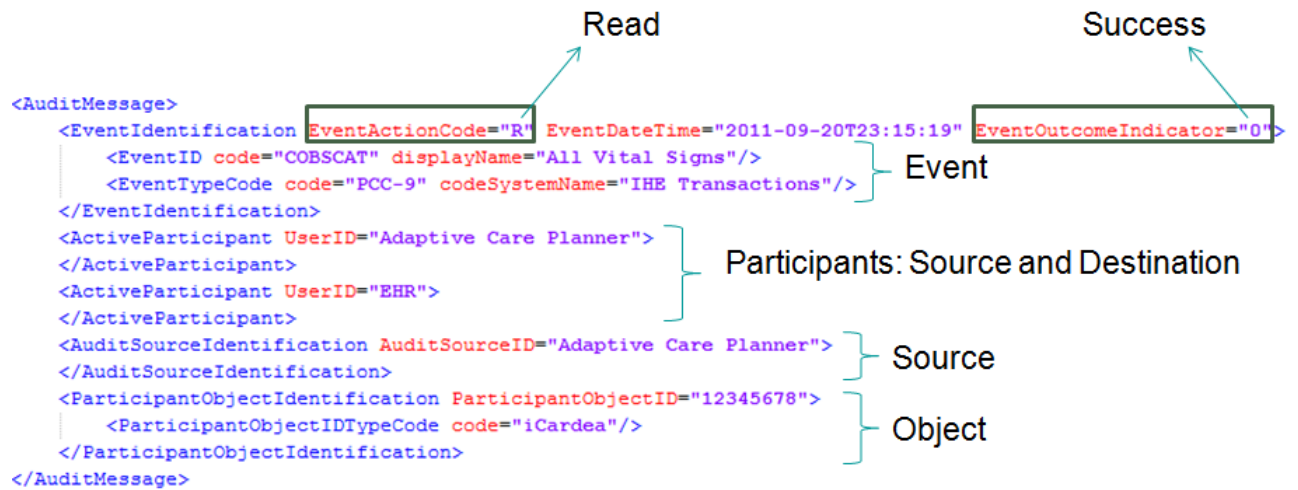 Read Success
<AuditMessage>
<EventIdentification EventActionCode="R" EventDateTime="2011-09-20T23:15:19" EventOutcomeIndicator="0">
<EventID code="COBSCAT" displayName="All Vital Signs"/>
<EventTypeCode code="PCC-9" codeSystemName="IHE Transactions"/>
Event
</EventIdentification>
<ActiveParticipant UserID="Adaptive Care Planner">
</ActiveParticipant>
Participants: Source and Destination
<ActiveParticipant UserID="EHR">
</ActiveParticipant>
<AuditSourceIdentification AuditSourceID="Adaptive Care Planner">
Source
</AuditSourceIdentification>
<ParticipantObjectIdentification ParticipantObjectID="12345678">
<ParticipantObjectIDTypeCode code="iCardea"/>
Object
</ParticipantObjectIdentification>
</AuditMessage>